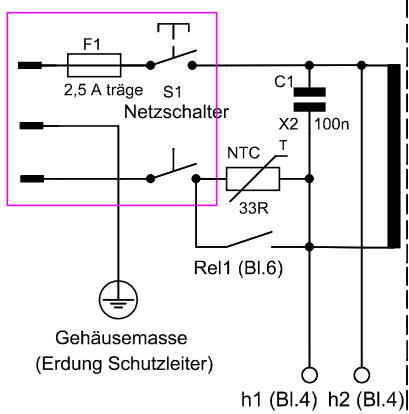 F1
2,5 A träge
S1
Netzschalter
C1
X2 100n
NTC
T
33R
Rel1 (Bl.6)
Gehäusemasse
(Erdung Schutzleiter)
h1 (Bl.4) h2 (Bl.4)